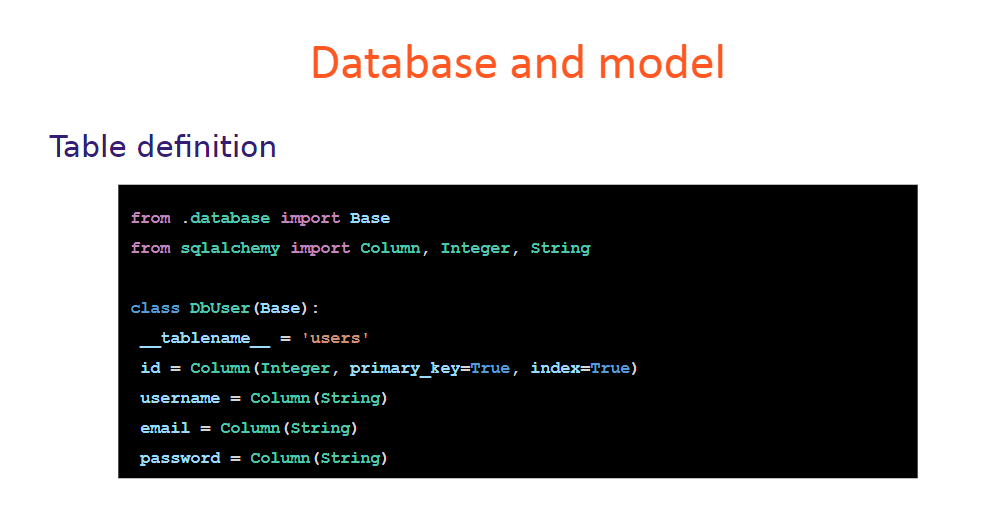 Database and model
Table definition
from .database import Base
from sqlalchemy import Column, Integer, String
class DbUser(Base):
__tablename__ = 'users'
id = Column(Integer, primary_key=True, index=True)
username = Column(String)
email = Column(String)
password = Column(String)